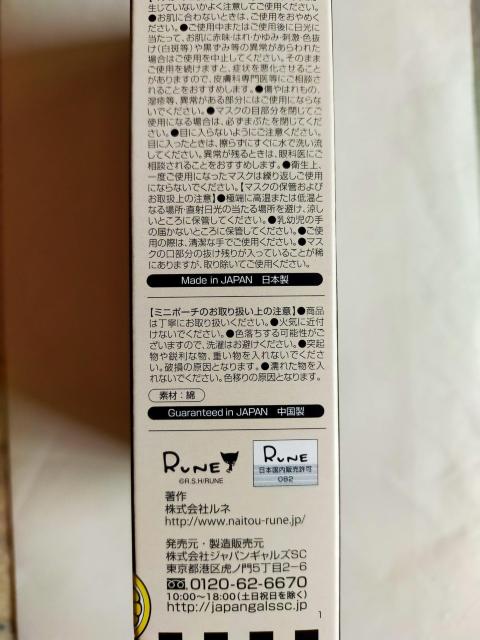 生じていないかよく注意してご使用ください。
●お肌に合わないときは、ご使用をおやめく
ださい。●ご使用中またはご使用後に日光に
当たって、お肌に赤味・はれ・かゆみ・刺激・色抜
け(白斑等)や黒ずみ等の異常があらわれた
場合はご使用を中止してください。そのまま
ご使用を続けますと、症状を悪化させること
がありますので、皮膚科専門医等にご相談さ
れることをおすすめします。●傷やはれもの、
湿疹等、異常がある部分にはご使用にならな
いでください。●マスクの目部分を閉じてご
使用になる場合は、必ずまぶたを閉じてくだ
さい。●目に入らないようにご注意ください。
目に入ったときは、擦らずにすぐに水で洗い流
してください。異常が残るときは、眼科医にご
相談されることをおすすめします。●衛生上、
一度ご使用になったマスクは繰り返しご使用
にならないでください。【マスクの保管および
お取扱上の注意】●極端に高温または低温と
なる場所・直射日光の当たる場所を避け、涼し
いところに保管してください。●乳幼児の手
の届かないところに保管してください。●ご使
用の際は、清潔な手でご使用ください。●マス
クの口部分の抜け残りが入っていることが稀
にありますが、取り除いてご使用ください。
Made in JAPAN 日本製
【ミニポーチのお取り扱い上の注意】●商品
は丁寧にお取り扱いください。●火気に近付
けないでください。●色落ちする可能性がご
ざいますので、洗濯はお避けください。●突起
物や鋭利な物、重い物を入れないでくださ
い。破損の原因となります。●濡れた物を入
れないでください。色移りの原因となります。
素材:綿
Guaranteed in JAPAN 中国製
RUNE
©R.S.H/RUNE
RUNE
日本国内販売許可
082
著作
株式会社ルネ
http://www.naitou-rune.jp/
発売元・製造販売元
株式会社ジャパンギャルズSC
東京都港区虎ノ門5丁目2−6
0120-62-6670
10:00〜18:00(土日祝日を除く)
http://japangalssc.jp/
1